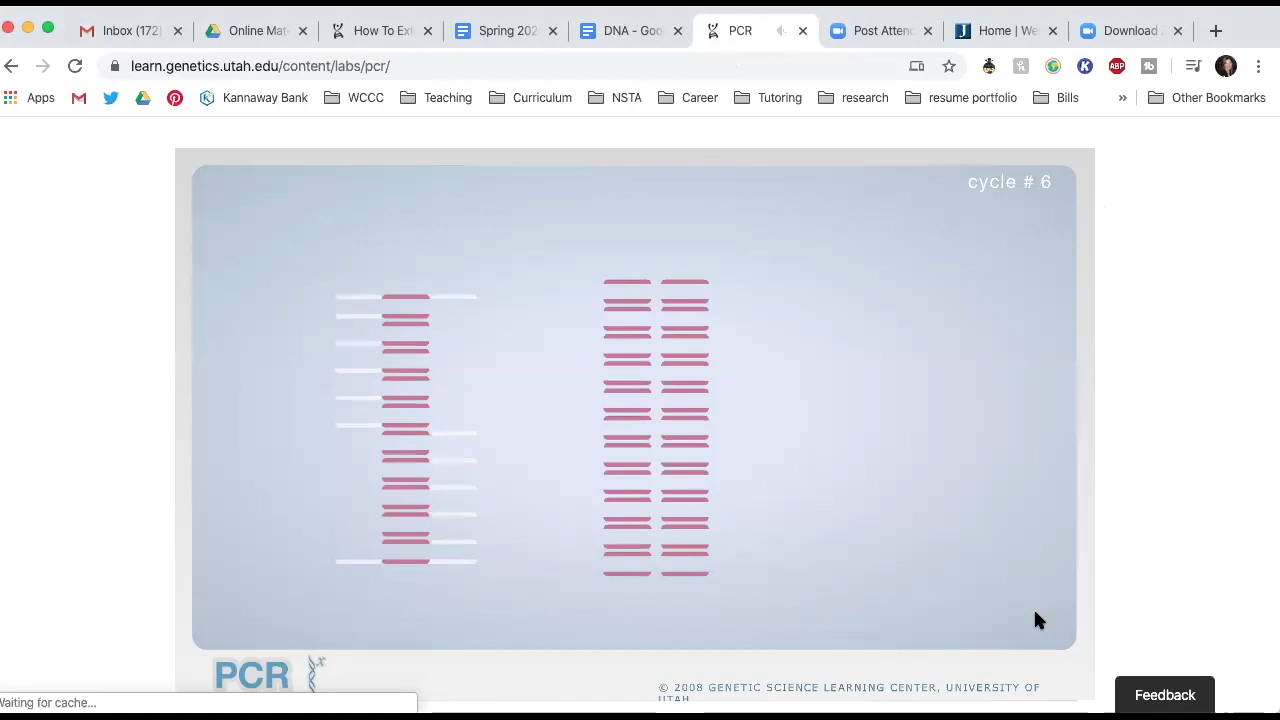 Inbox (172)
Online Mat
How To Ext
Spring 202
DNA - Goo
PCR
Post Attend
Home | We
Download
learn.genetics.utah.edu/content/labs/pcr/
ABP
Apps
Kannaway Bank
WCCC
Teaching
Curriculum
NSTA
Career
Tutoring
research
resume portfolio
Bills
»
Other Bookmarks
cycle # 6
PCR x
© 2008 GENETIC SCIENCE LEARNING CENTER, UNIVERSITY OF
UTAH
Waiting for cache...
Feedback